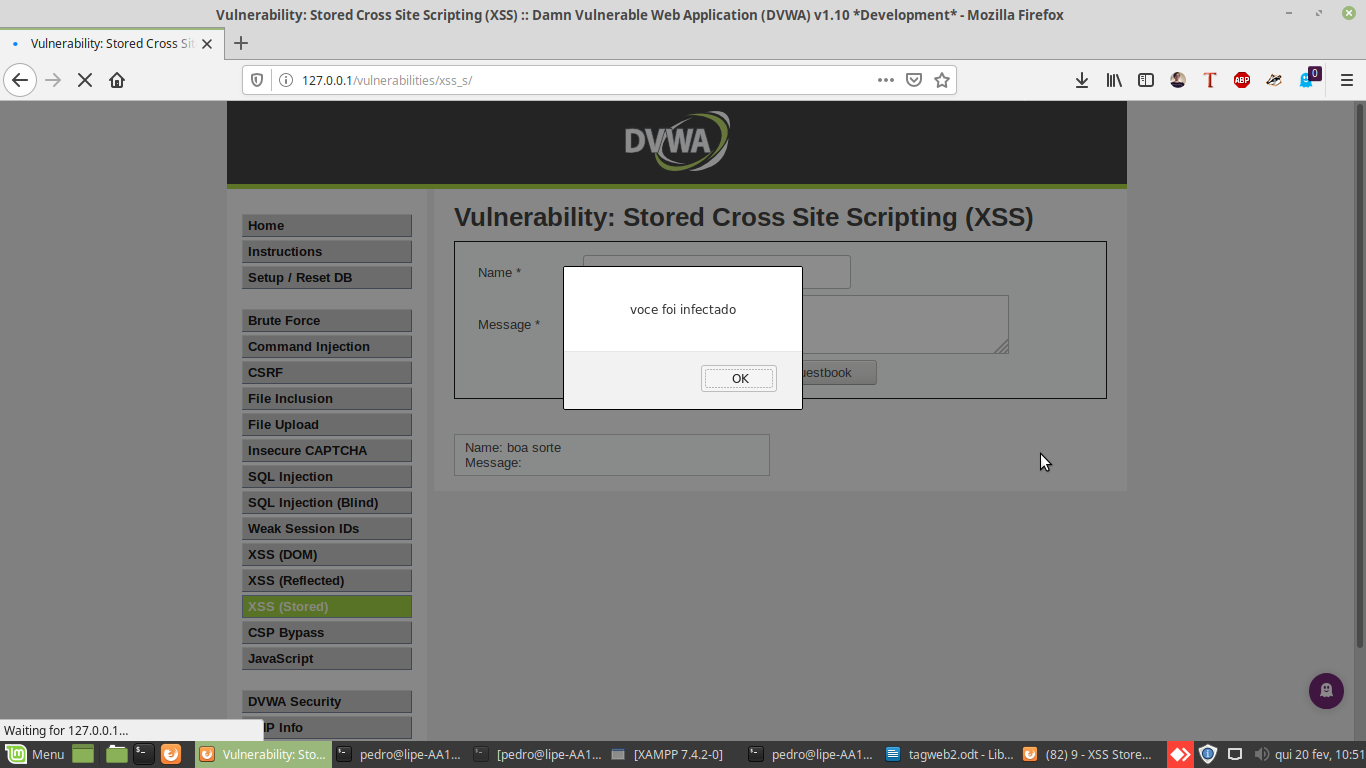 Vulnerability: Stored Cross Site Scripting (XSS) :: Damn Vulnerable Web Application (DVWA) v1.10 *Development* - Mozilla Firefox
Vulnerability: Stored Cross Sit
127.0.0.1/vulnerabilities/xss_s/
T
ABP
0
DVWA
Home
Instructions
Setup / Reset DB
Brute Force
Command Injection
CSRF
File Inclusion
File Upload
Insecure CAPTCHA
SQL Injection
SQL Injection (Blind)
Weak Session IDs
XSS (DOM)
XSS (Reflected)
XSS (Stored)
CSP Bypass
JavaScript
DVWA Security
P Info
Vulnerability: Stored Cross Site Scripting (XSS)
Name *
Message *
uestbook
voce foi infectado
OK
Name: boa sorte
Message:
Waiting for 127.0.0.1...
Menu
Vulnerability: Sto...
pedro@lipe-AA1...
[pedro@lipe-AA1...
[XAMPP 7.4.2-0]
pedro@lipe-AA1...
tagweb2.odt - Lib...
(82) 9 - XSS Store...
qui 20 fev, 10:51